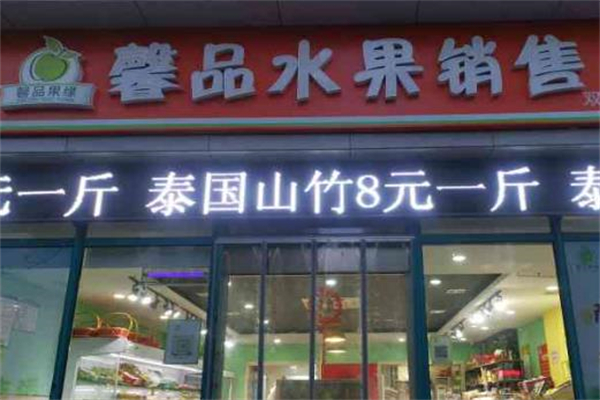 馨品水果销售
馨品果缘
双
元一斤 泰国山竹8元一斤 泰